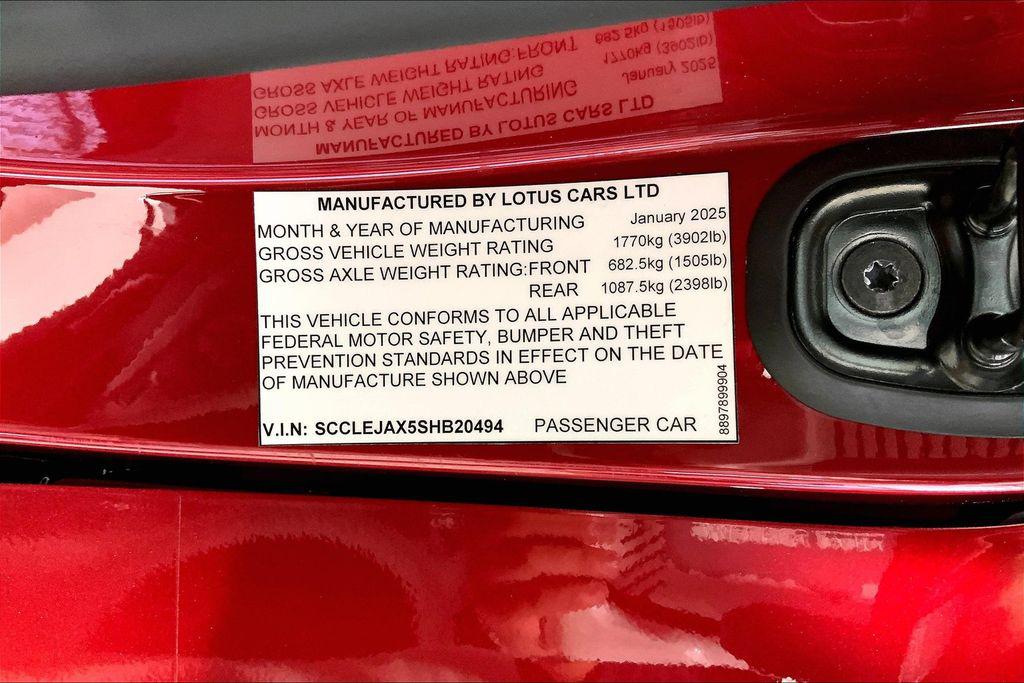 MANUFACTURED BY LOTUS CARS LTD
MONTH & YEAR OF MANUFACTURING January 2025
GROSS VEHICLE WEIGHT RATING 1770kg (3902lb)
GROSS AXLE WEIGHT RATING:FRONT 682.5kg (1505lb)
REAR 1087.5kg (2398lb)
THIS VEHICLE CONFORMS TO ALL APPLICABLE
FEDERAL MOTOR SAFETY, BUMPER AND THEFT
PREVENTION STANDARDS IN EFFECT ON THE DATE
OF MANUFACTURE SHOWN ABOVE
V.I.N: SCCLEJAX5SHB20494 PASSENGER CAR
8897899904